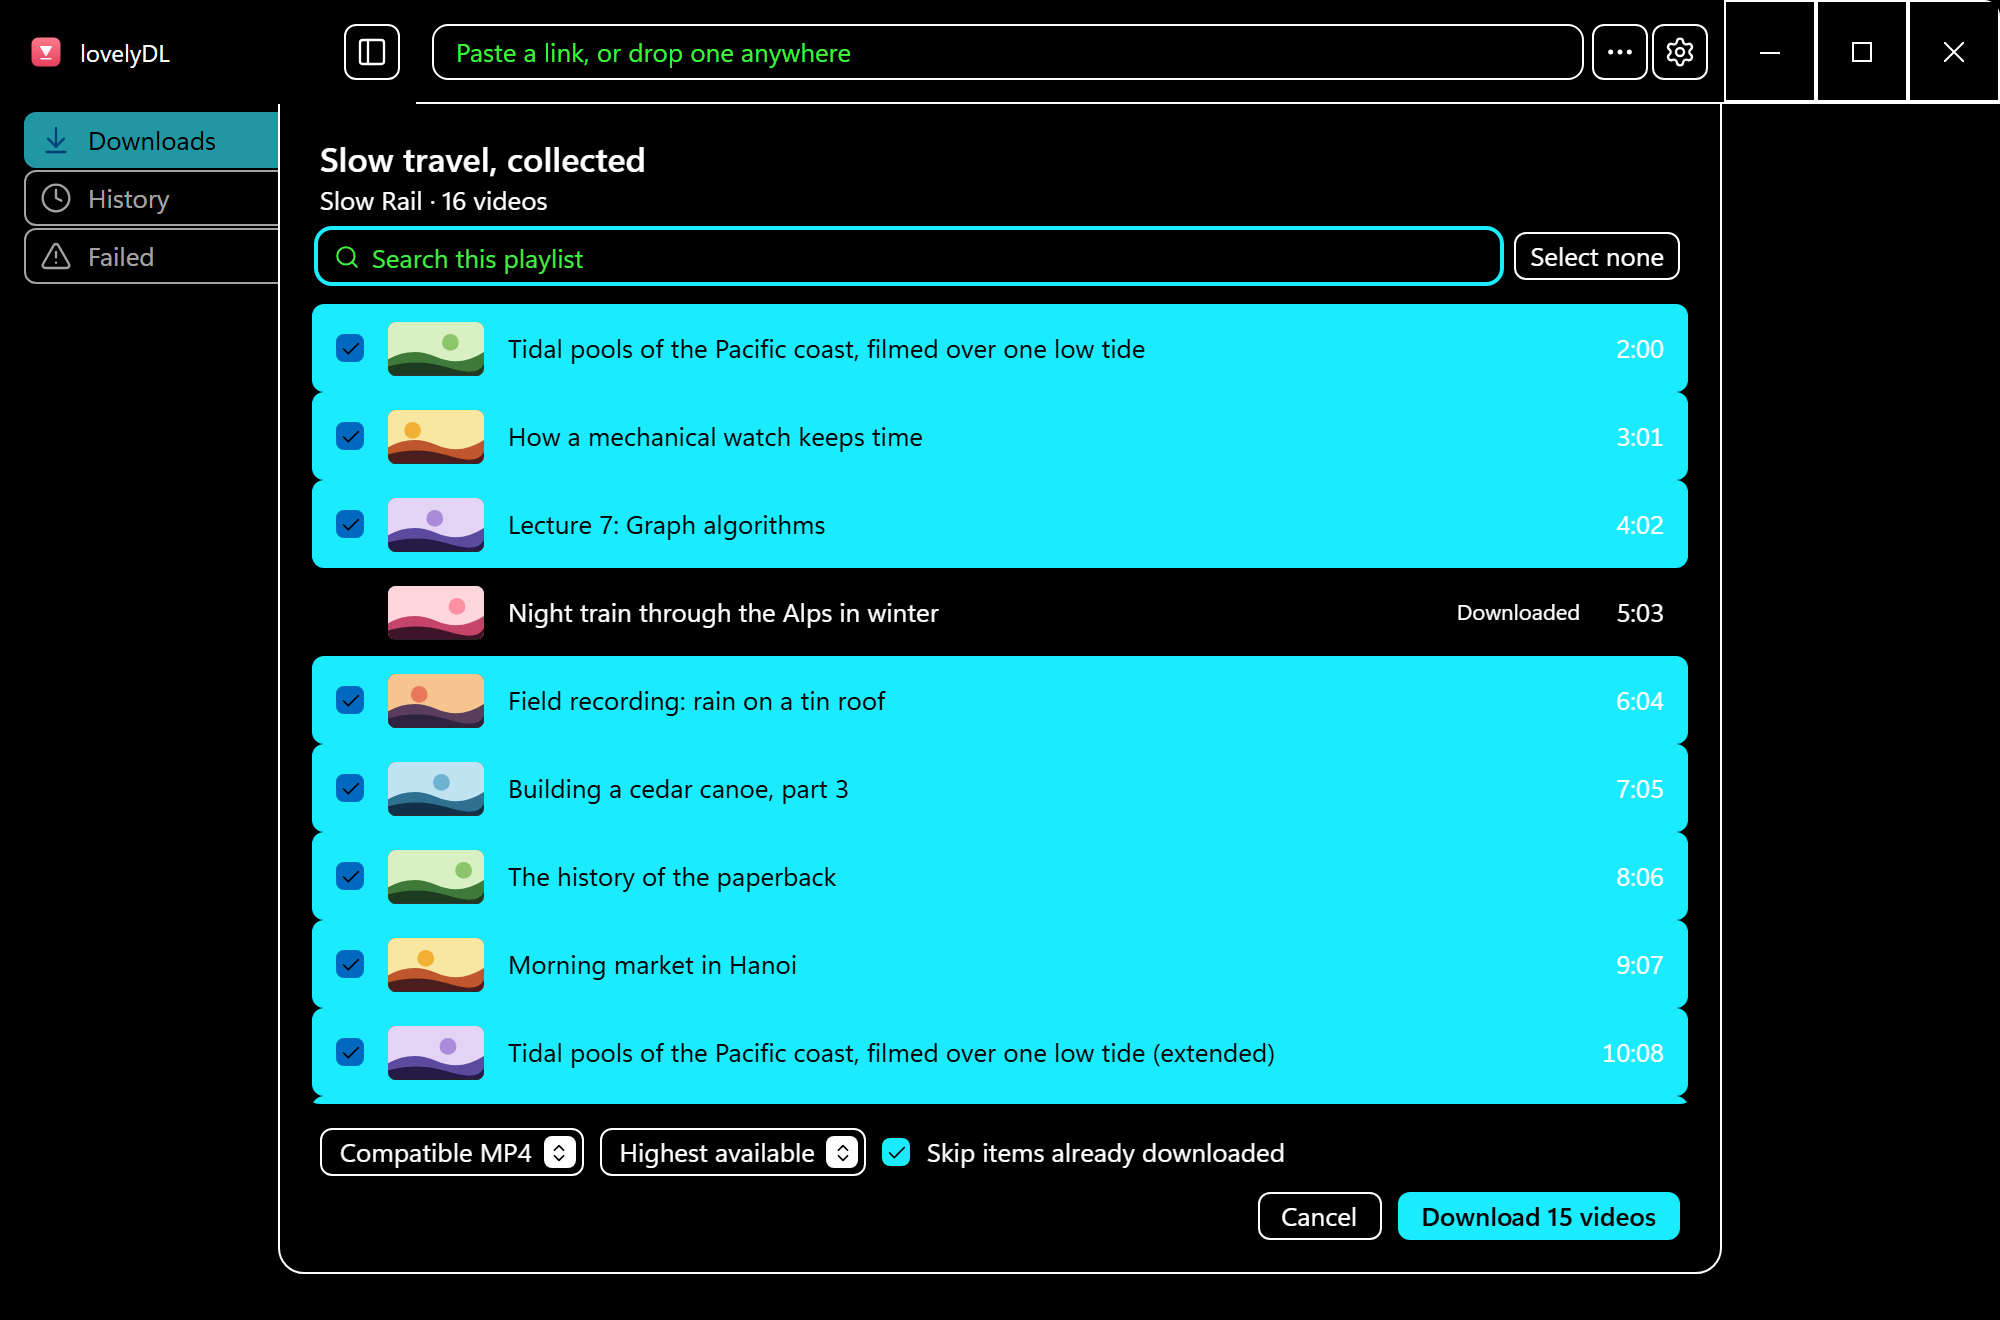 lovelyDL
Paste a link, or drop one anywhere
Downloads
History
Failed
Slow travel, collected
Slow Rail · 16 videos
Search this playlist
Select none
Tidal pools of the Pacific coast, filmed over one low tide 2:00
How a mechanical watch keeps time 3:01
Lecture 7: Graph algorithms 4:02
Night train through the Alps in winter Downloaded 5:03
Field recording: rain on a tin roof 6:04
Building a cedar canoe, part 3 7:05
The history of the paperback 8:06
Morning market in Hanoi 9:07
Tidal pools of the Pacific coast, filmed over one low tide (extended) 10:08
Compatible MP4 Highest available Skip items already downloaded
Cancel Download 15 videos